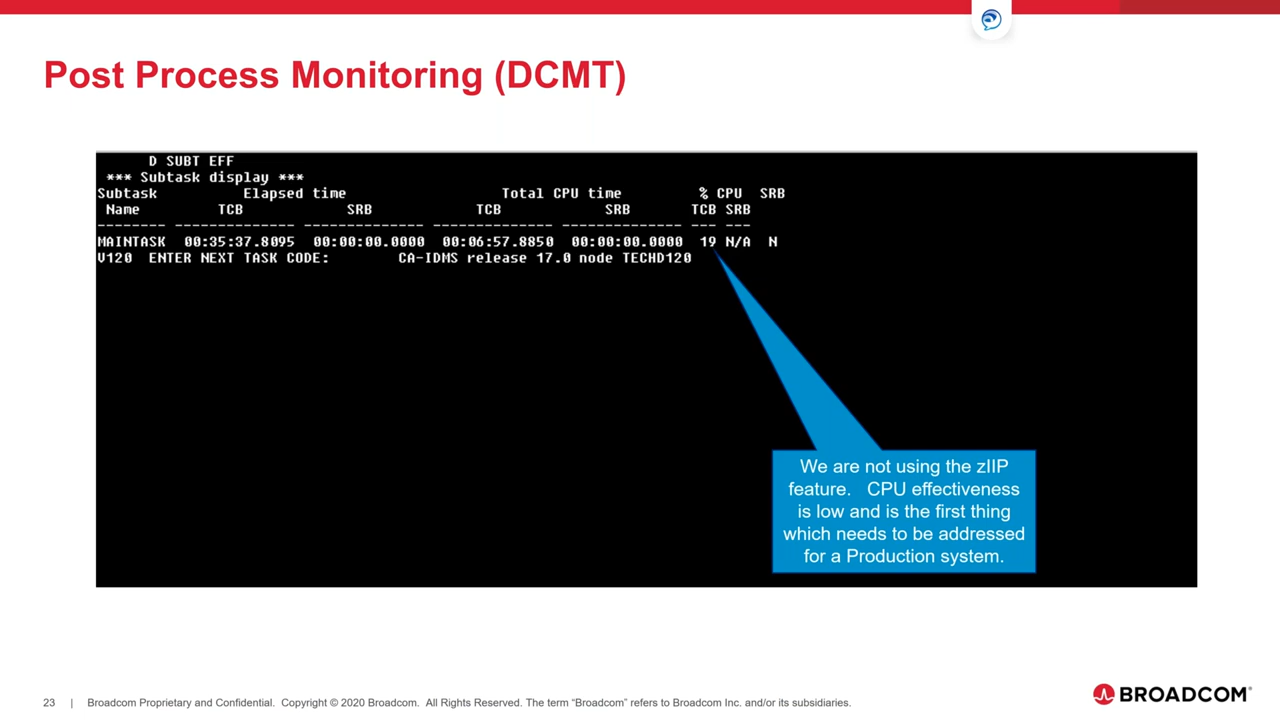 Post Process Monitoring (DCMT)
D SUBT EFF
*** Subtask display ***
Subtask Elapsed time Total CPU time % CPU SRB
Name TCB SRB TCB SRB TCB SRB
-------- -------------- -------------- -------------- -------------- --- ---
MAINTASK 00:35:37.8095 00:00:00.0000 00:06:57.8850 00:00:00.0000 19 N/A N
V120 ENTER NEXT TASK CODE: CA-IDMS release 17.0 node TECHD120
We are not using the zIIP
feature. CPU effectiveness
is low and is the first thing
which needs to be addressed
for a Production system.
23 | Broadcom Proprietary and Confidential. Copyright © 2020 Broadcom. All Rights Reserved. The term “Broadcom” refers to Broadcom Inc. and/or its subsidiaries.
BROADCOM®